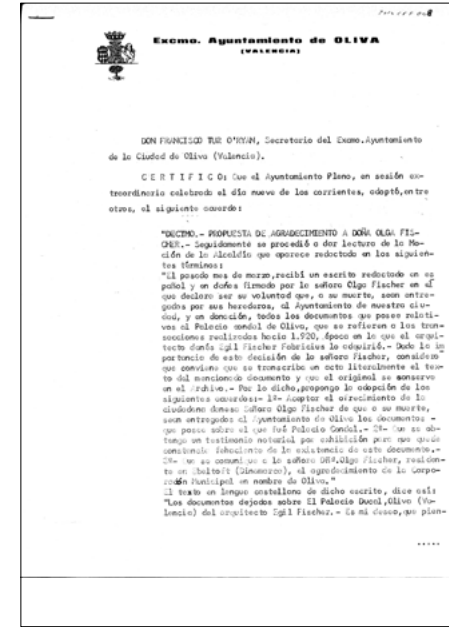 Excmo. Ayuntamiento de OLIVA
(VALENCIA)
DON FRANCISCO TUR O'RYAN, Secretario del Excmo.Ayuntamiento
de la Ciudad de Oliva (Valencia).
C E R T I F I C O: Que el Ayuntamiento Pleno, en sesión ex-
traordinaria celebrada el día nueve de los corrientes, adoptó,entre
otros, el siguiente acuerdo:
"DECIMO.- PROPUESTA DE AGRADECIMIENTO A DOÑA OLGA FIS-
CHER.- Seguidamente se procedió a dar lectura de la Mo-
ción de la Alcaldía que aparece redactada en los siguien-
tes términos:
"El pasado mes de marzo,recibí un escrito redactado en es
pañol y en danés firmado por la señora Olga Fischer en el
que declara ser su voluntad que, a su muerte, sean entre-
gados por sus herederos, al Ayuntamiento de nuestra ciu-
dad, y en donación, todos los documentos que posee relati-
vos al Palacio condal de Oliva, que se refieren a las tran-
sacciones realizadas hacia 1.920, época en la que el arqui-
tecto danés Egil Fischer Fabricius lo adquirió.- Dada la im
portancia de esta decisión de la señora Fischer, considero
que conviene que se transcriba en acta literalmente el tex-
to del mencionado documento y que el original se conserve
en el Archivo.- Por lo dicho,propongo la adopción de los
siguientes acuerdos:- 1º- Aceptar el ofrecimiento de la
ciudadana danesa Señora Olga Fischer de que a su muerte,
sean entregados al Ayuntamiento de Oliva los documentos -
que posee sobre el que fué Palacio Condal.- 2º- Que se ob-
tenga un testimonio notarial por exhibición para que quede
constancia fehaciente de la existencia de este documento.-
3º- Que se comunique a la señora Dña.Olga Fischer, residen-
te en Ebeltoft (Dinamarca), el agradecimiento de la Corpo-
ración Municipal en nombre de Oliva."
El texto en lengua castellana de dicho escrito, dice así:
"Los documentos dejados sobre El Palacio Ducal,Oliva (Va-
lencia) del arquitecto Egil Fischer.- Es mi deseo,que pien-
.....